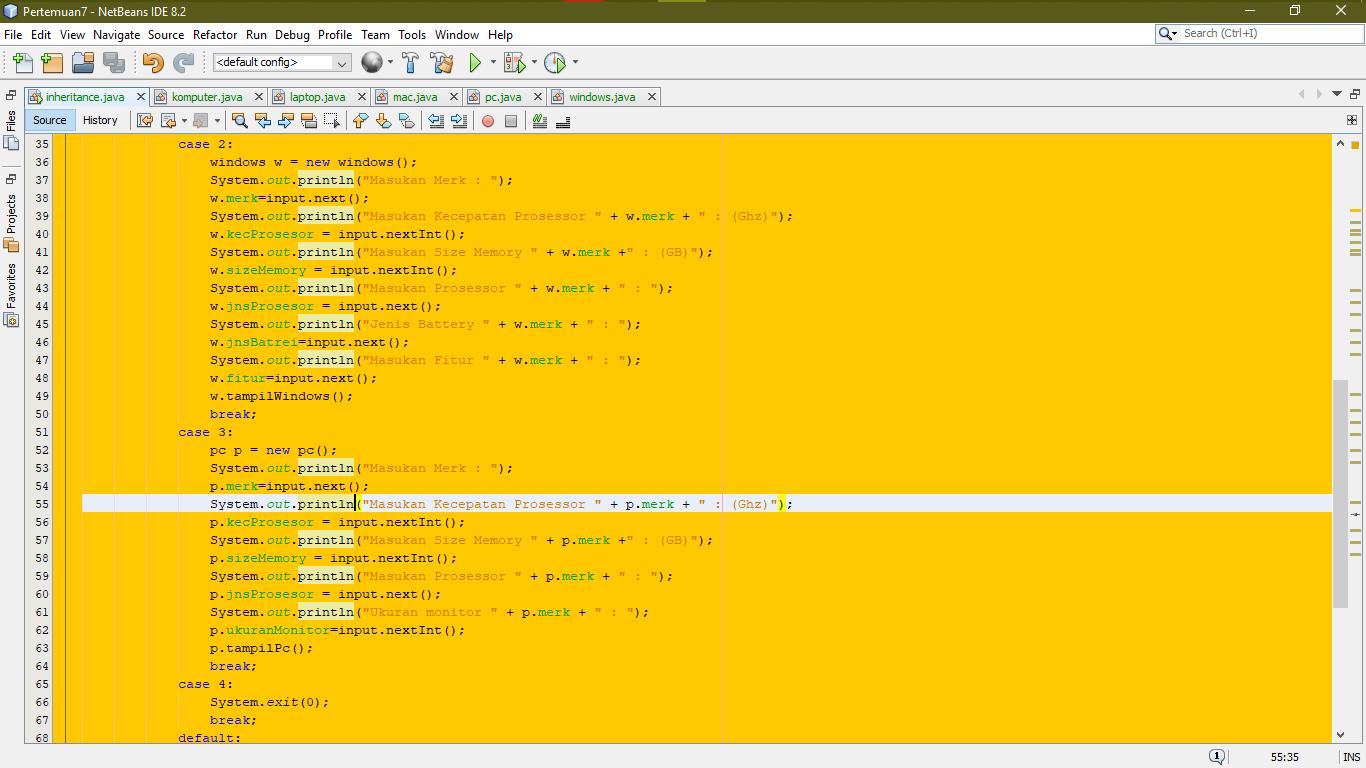 Pertemuan7 - NetBeans IDE 8.2
File Edit View Navigate Source Refactor Run Debug Profile Team Tools Window Help
Search (Ctrl+I)
<default config>
inheritance.java komputer.java laptop.java mac.java pc.java windows.java
Source History
Files
Projects
Favorites
35 case 2:
36 windows w = new windows();
37 System.out.println("Masukan Merk : ");
38 w.merk=input.next();
39 System.out.println("Masukan Kecepatan Prosessor " + w.merk + " : (Ghz)");
40 w.kecProsesor = input.nextInt();
41 System.out.println("Masukan Size Memory " + w.merk +" : (GB)");
42 w.sizeMemory = input.nextInt();
43 System.out.println("Masukan Prosessor " + w.merk + " : ");
44 w.jnsProsesor = input.next();
45 System.out.println("Jenis Battery " + w.merk + " : ");
46 w.jnsBatrei=input.next();
47 System.out.println("Masukan Fitur " + w.merk + " : ");
48 w.fitur=input.next();
49 w.tampilWindows();
50 break;
51 case 3:
52 pc p = new pc();
53 System.out.println("Masukan Merk : ");
54 p.merk=input.next();
55 System.out.println("Masukan Kecepatan Prosessor " + p.merk + " : (Ghz)");
56 p.kecProsesor = input.nextInt();
57 System.out.println("Masukan Size Memory " + p.merk +" : (GB)");
58 p.sizeMemory = input.nextInt();
59 System.out.println("Masukan Prosessor " + p.merk + " : ");
60 p.jnsProsesor = input.next();
61 System.out.println("Ukuran monitor " + p.merk + " : ");
62 p.ukuranMonitor=input.nextInt();
63 p.tampilPc();
64 break;
65 case 4:
66 System.exit(0);
67 break;
68 default:
1 55:35 INS